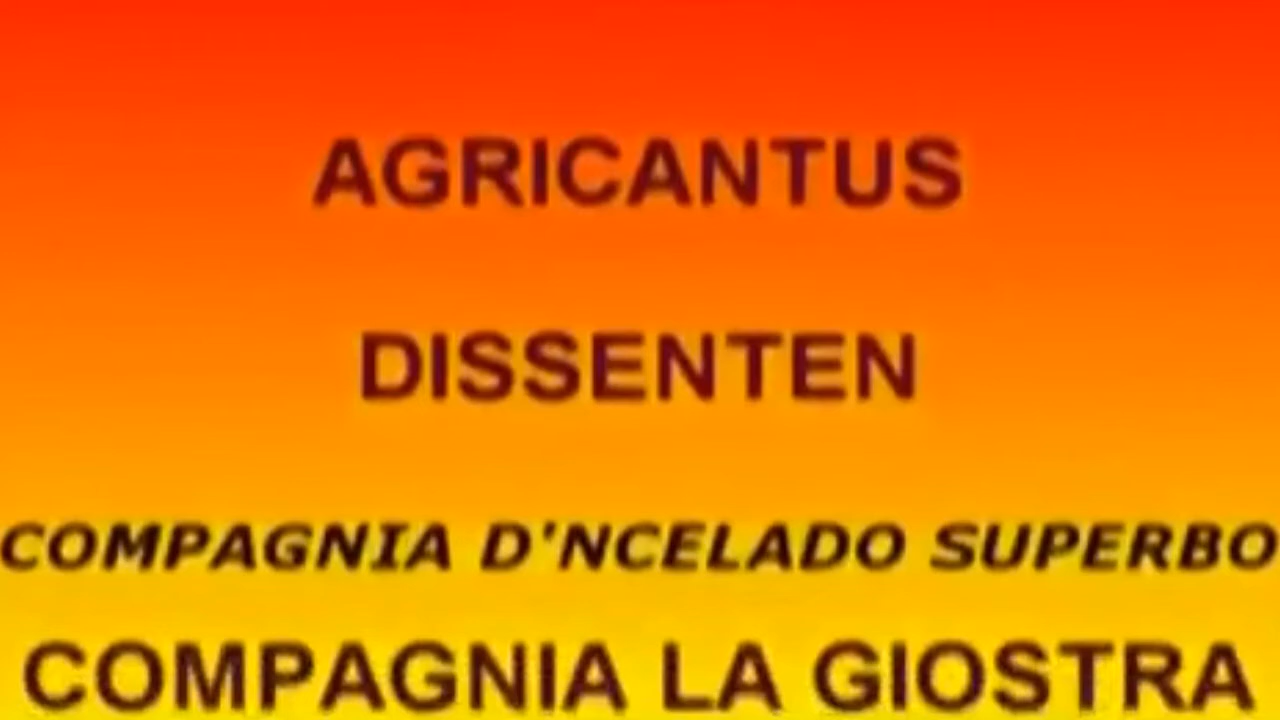 AGRICANTUS
DISSENTEN
COMPAGNIA D'NCELADO SUPERBO
COMPAGNIA LA GIOSTRA